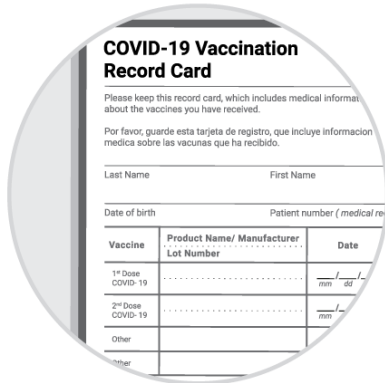 COVID-19 Vaccination
Record Card
Please keep this record card, which includes medical
about the vaccines you have received.
Por favor, guarde esta tarjeta de registro, que incluye informacion
medica sobre las vacunas que ha recibido.
Last Name First Name
Date of birth Patient number ( medical
Vaccine Product Name/ Manufacturer Date
Lot Number
1st Dose
COVID- 19
mm dd
2nd Dose
COVID- 19
mm
Other
Other